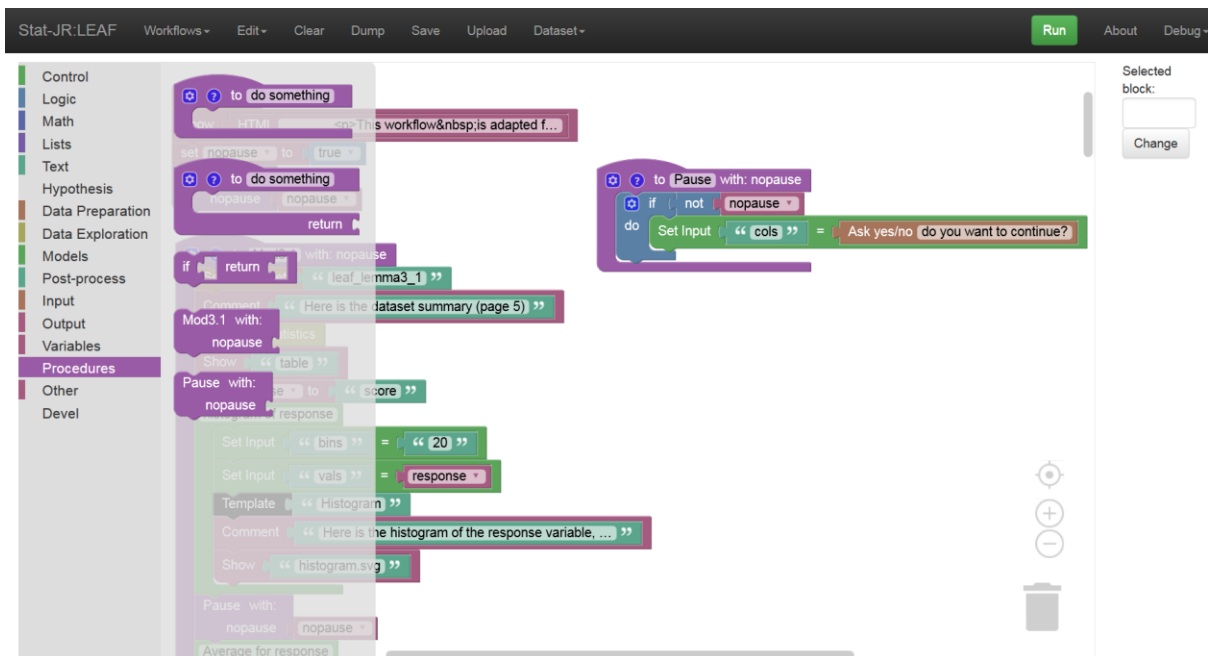 Stat-JR:LEAF Workflows Edit Clear Dump Save Upload Dataset Run About Debug
Control
Logic
Math
Lists
Text
Hypothesis
Data Preparation
Data Exploration
Models
Post-process
Input
Output
Variables
Procedures
Other
Devel
? to do something
HTML <p>This workflow&nbsp;is adapted f...
set nopause to true
? to do something
nopause nopause
return
with: nopause
if return
“ leaf_lemma3_1 ”
Comment “ Here is the dataset summary (page 5) ”
Mod3.1 with:
nopause
Show “ table ”
Pause with:
nopause
to “ score ”
of response
Set Input “ bins ” = “ 20 ”
Set Input “ vals ” = response
Template “ Histogram ”
Comment “ Here is the histogram of the response variable, ... ”
Show “ histogram.svg ”
Pause with:
nopause nopause
Average for response
? to Pause with: nopause
if not nopause
do Set Input “ cols ” = Ask yes/no do you want to continue?
Selected
block:
Change